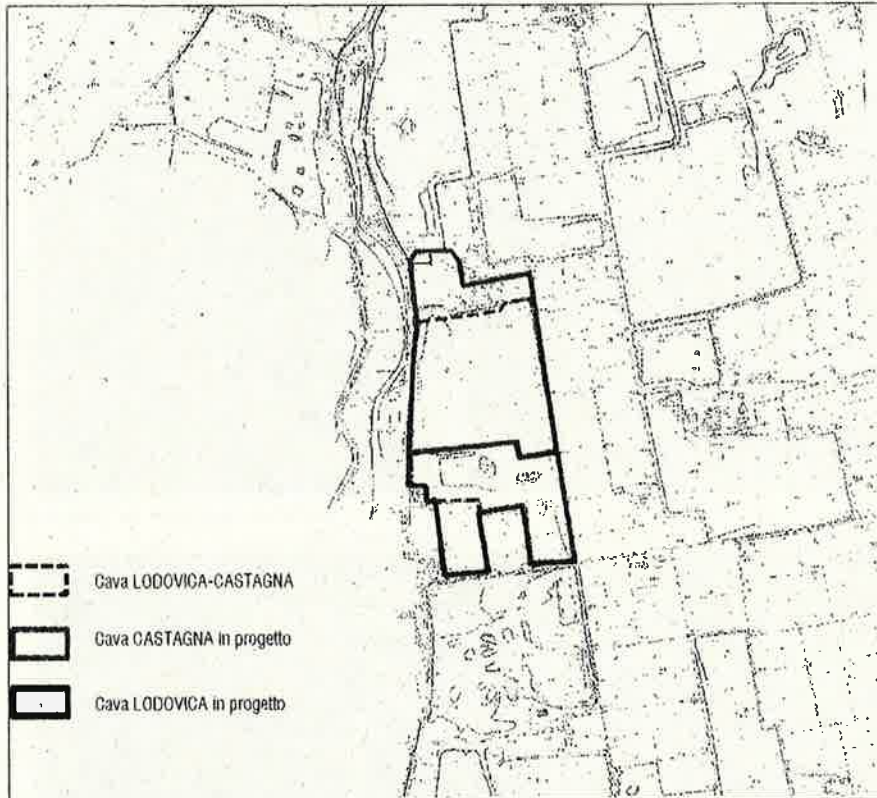 Cava LODOVICA-CASTAGNA
Cava CASTAGNA in progetto
Cava LODOVICA in progetto